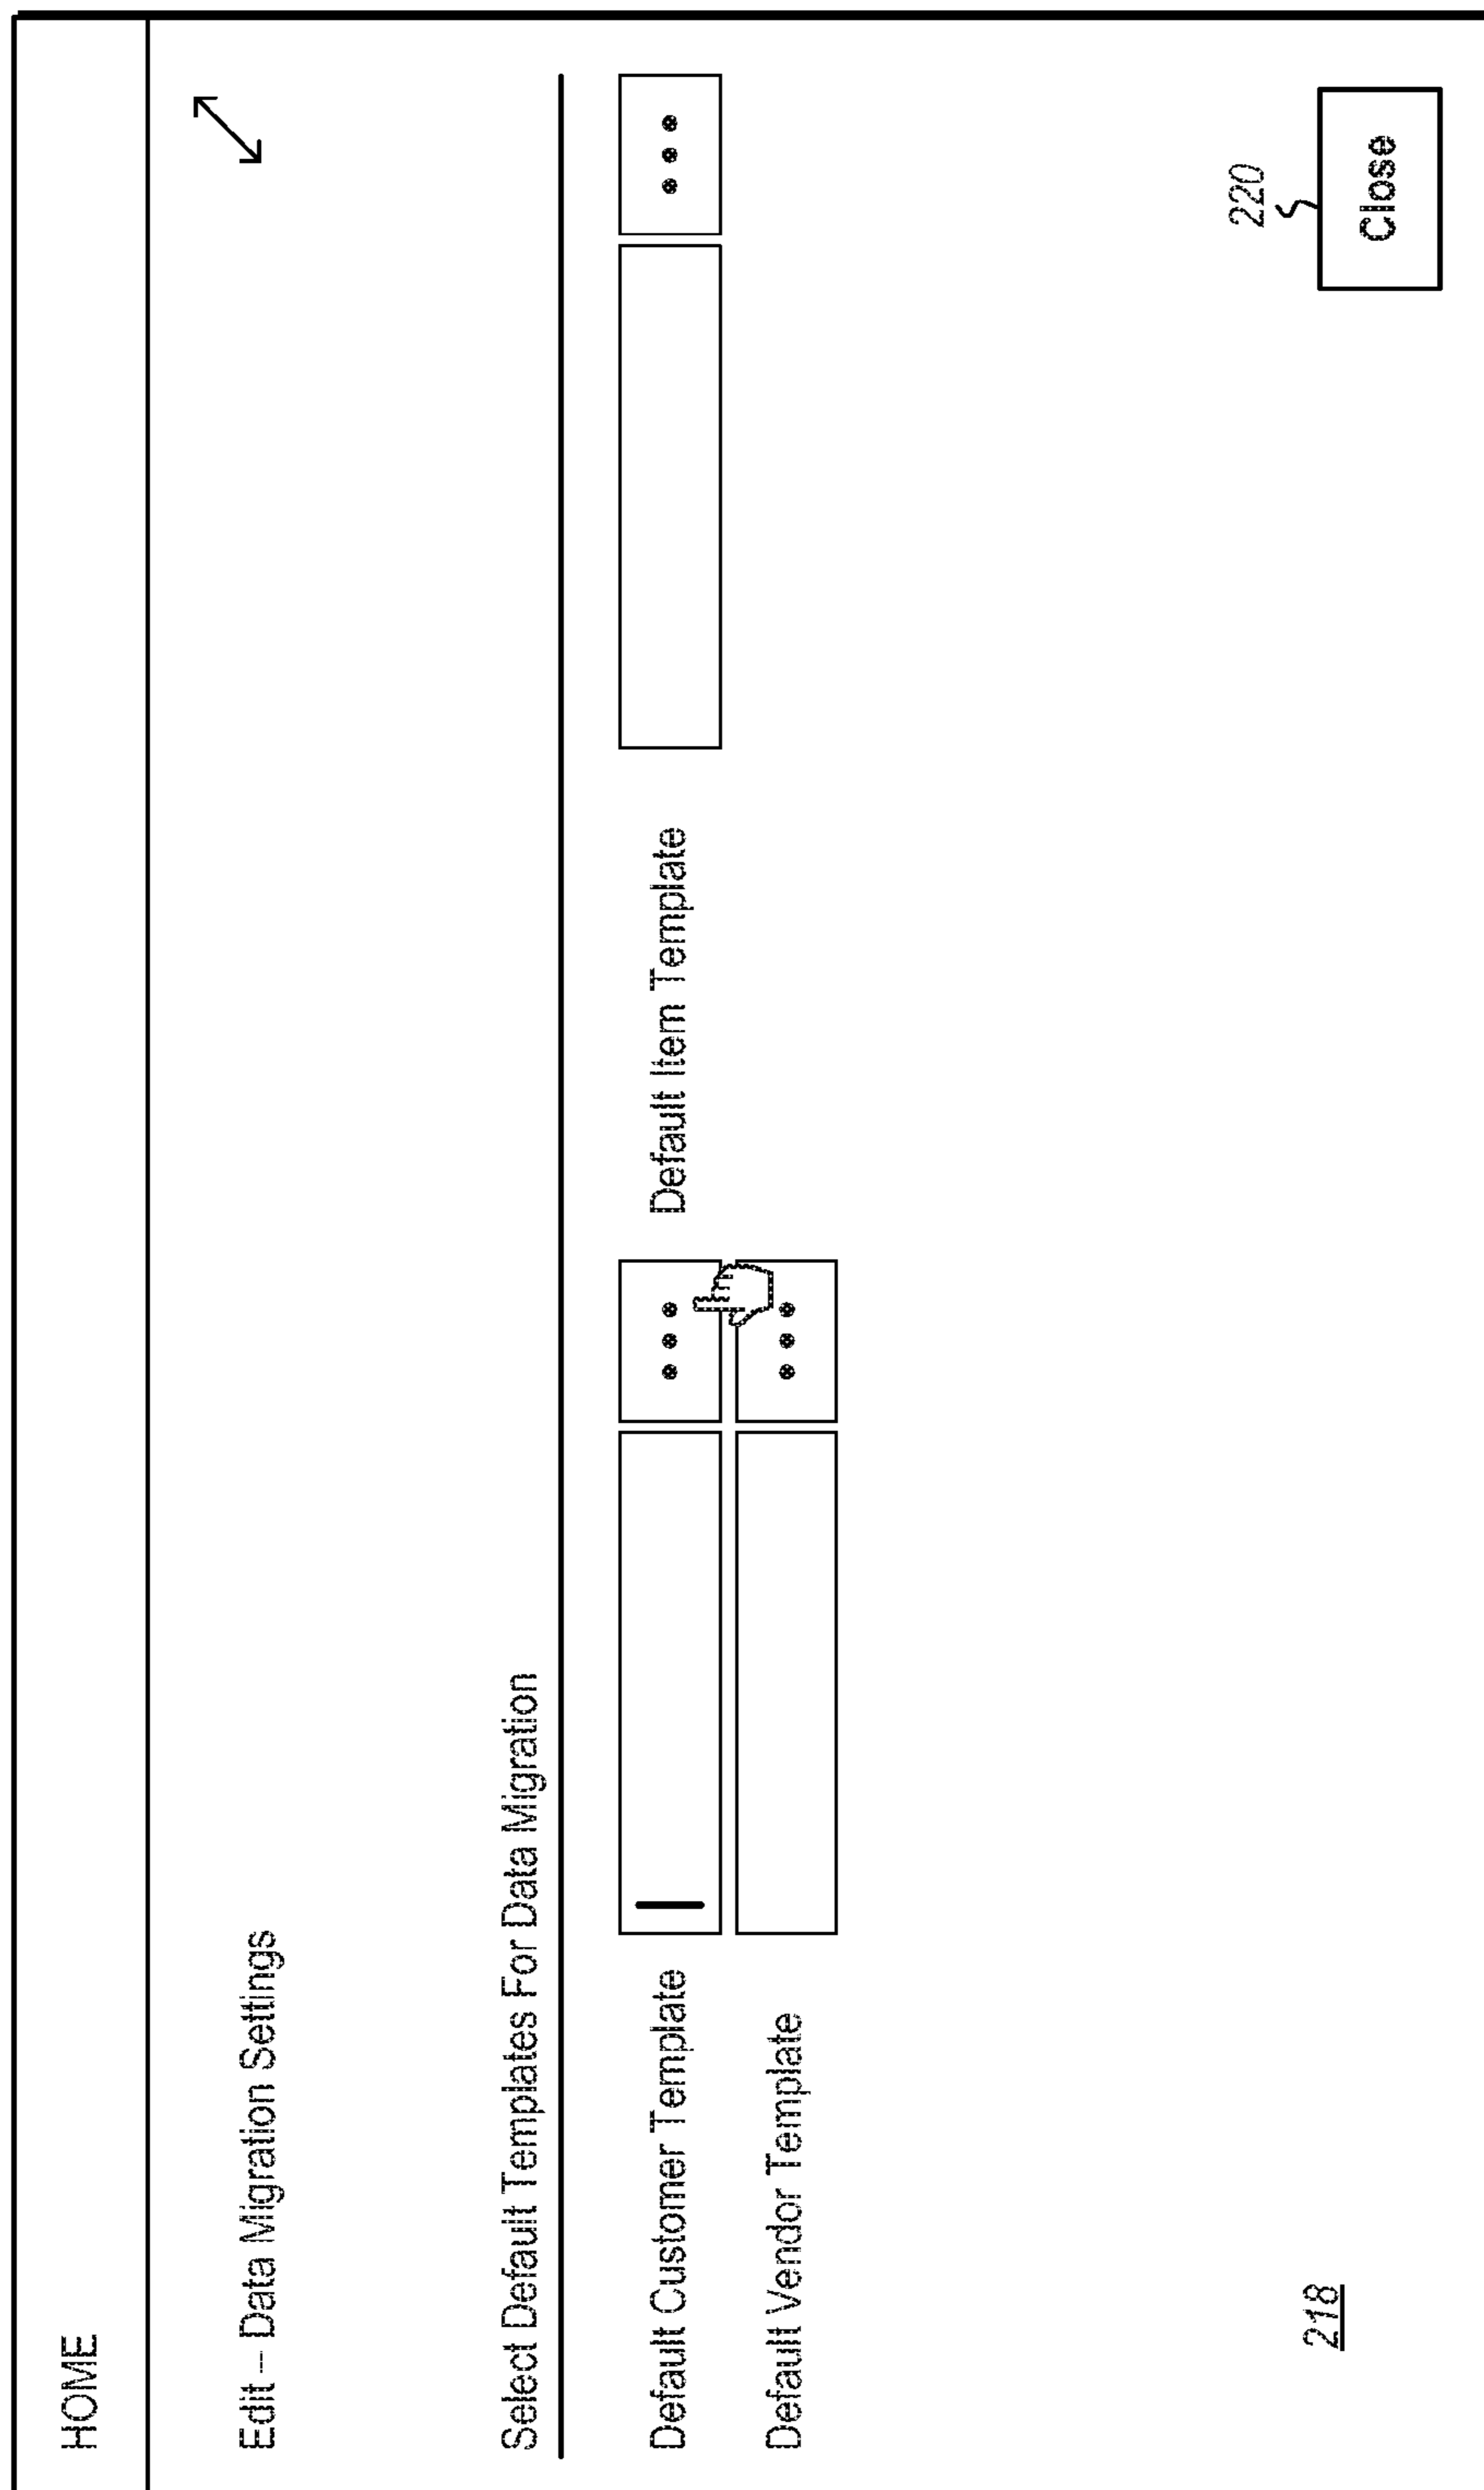 HOME
Edit – Data Migration Settings
Select Default Templates For Data Migration
Default Customer Template
Default Item Template
Default Vendor Template
220
Close
218